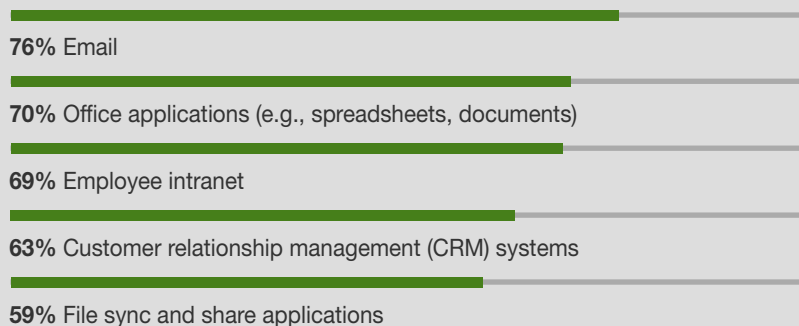 76% Email
70% Office applications (e.g., spreadsheets, documents)
69% Employee intranet
63% Customer relationship management (CRM) systems
59% File sync and share applications